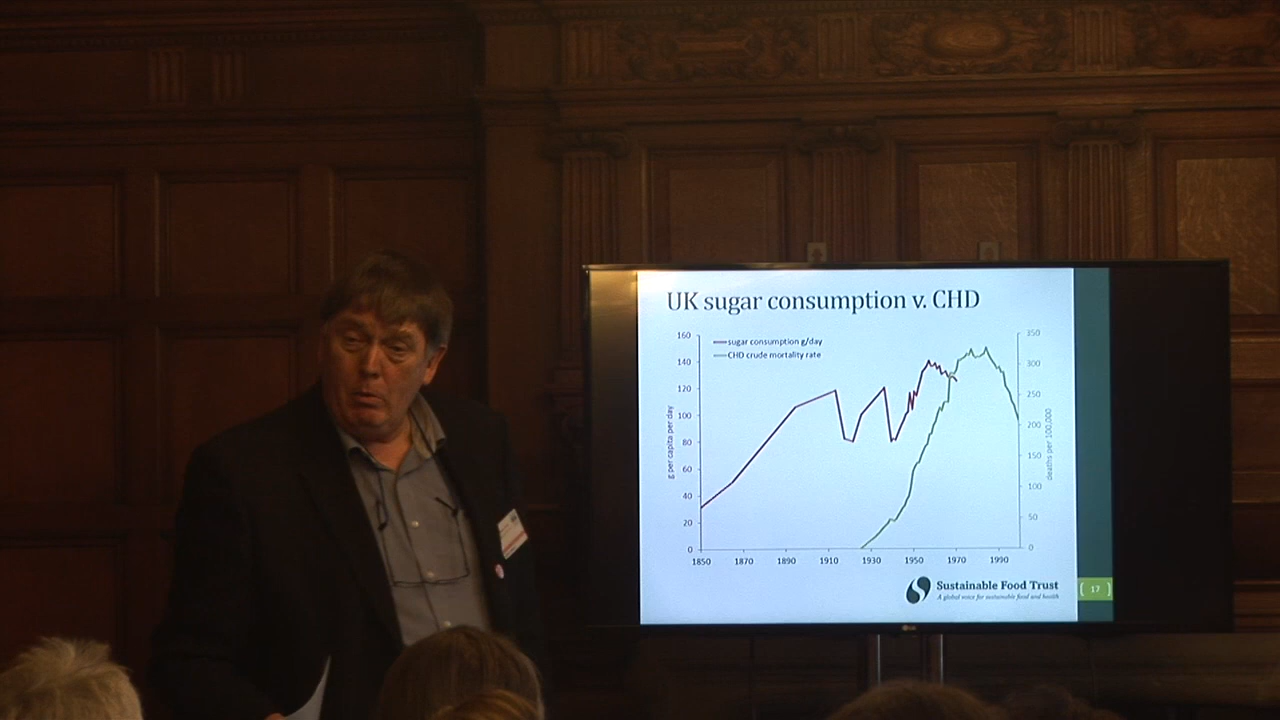 UK sugar consumption v. CHD
sugar consumption g/day
CHD crude mortality rate
160
140
120
100
80
60
40
20
0
g per capita per day
350
300
250
200
150
100
50
0
deaths per 100,000
1850 1870 1890 1910 1930 1950 1970 1990
Sustainable Food Trust
A global voice for sustainable food and health
[ 17 ]
LG